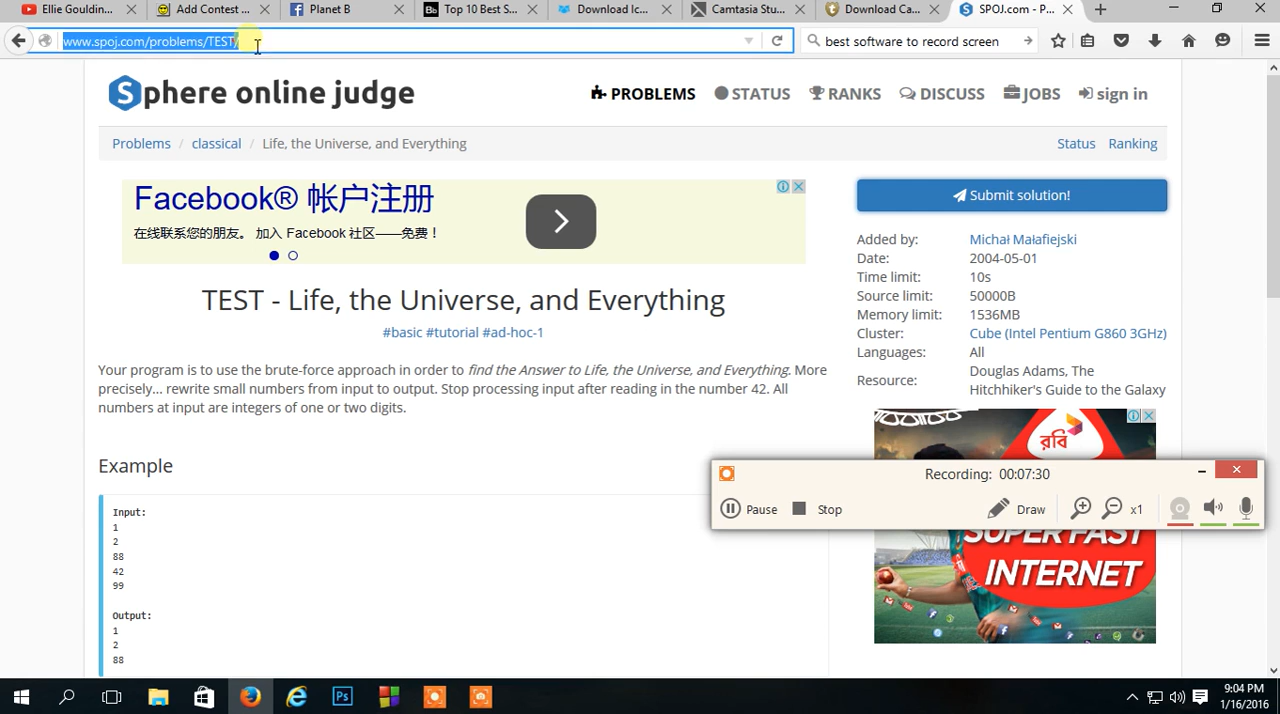 Ellie Gouldin...
Add Contest ...
Planet B
Top 10 Best S...
Download Ic...
Camtasia Stu...
Download Ca...
SPOJ.com - P...
www.spoj.com/problems/TEST/
best software to record screen
Sphere online judge
PROBLEMS
STATUS
RANKS
DISCUSS
JOBS
sign in
Problems / classical / Life, the Universe, and Everything
Status
Ranking
Facebook® 帐户注册
在线联系您的朋友。 加入 Facebook 社区——免费！
Submit solution!
Added by: Michał Małafiejski
Date: 2004-05-01
Time limit: 10s
Source limit: 50000B
Memory limit: 1536MB
Cluster: Cube (Intel Pentium G860 3GHz)
Languages: All
Resource: Douglas Adams, The
Hitchhiker's Guide to the Galaxy
TEST - Life, the Universe, and Everything
#basic #tutorial #ad-hoc-1
Your program is to use the brute-force approach in order to find the Answer to Life, the Universe, and Everything. More
precisely... rewrite small numbers from input to output. Stop processing input after reading in the number 42. All
numbers at input are integers of one or two digits.
Example
Input:
1
2
88
42
99
Output:
1
2
88
রবি
Recording: 00:07:30
Pause
Stop
Draw
x1
SUPER FAST
INTERNET
9:04 PM
1/16/2016